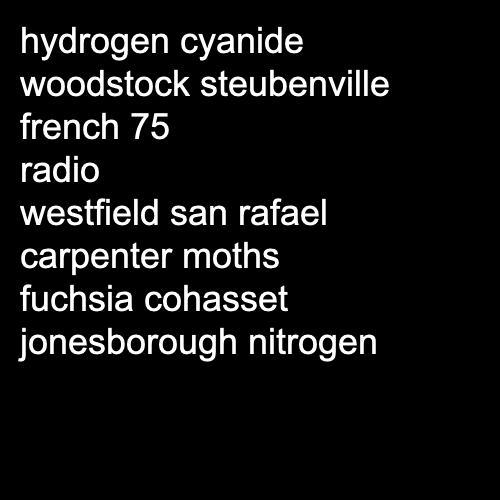 hydrogen cyanide
woodstock steubenville
french 75
radio
westfield san rafael
carpenter moths
fuchsia cohasset
jonesborough nitrogen